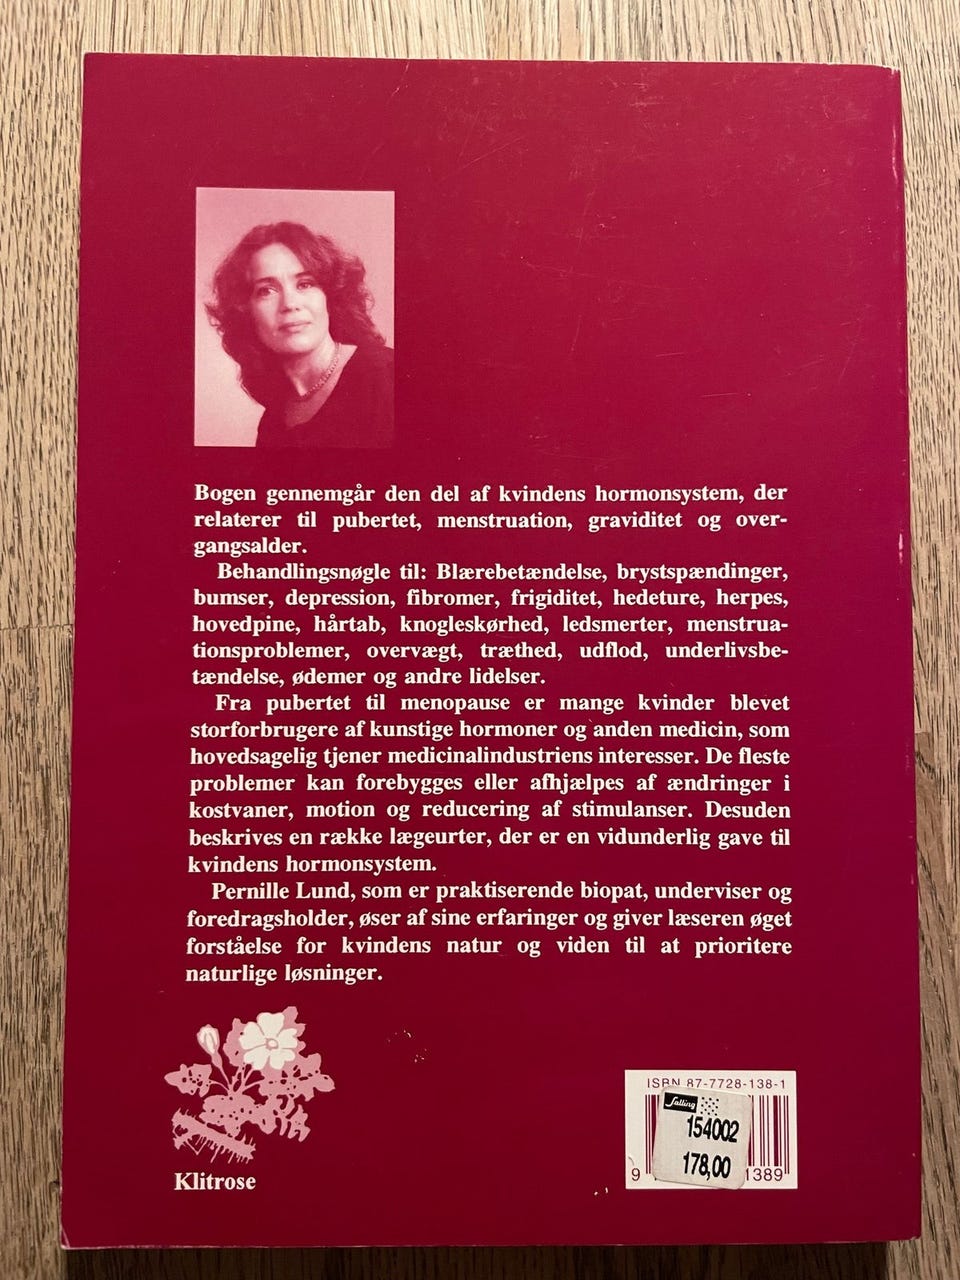 Bogen gennemgår den del af kvindens hormonsystem, der
relaterer til pubertet, menstruation, graviditet og over-
gangsalder.
Behandlingsnøgle til: Blærebetændelse, brystspændinger,
bumser, depression, fibromer, frigiditet, hedeture, herpes,
hovedpine, hårtab, knogleskørhed, ledsmerter, menstrua-
tionsproblemer, overvægt, træthed, udflod, underlivsbe-
tændelse, ødemer og andre lidelser.
Fra pubertet til menopause er mange kvinder blevet
storforbrugere af kunstige hormoner og anden medicin, som
hovedsagelig tjener medicinalindustriens interesser. De fleste
problemer kan forebygges eller afhjælpes af ændringer i
kostvaner, motion og reducering af stimulanser. Desuden
beskrives en række lægeurter, der er en vidunderlig gave til
kvindens hormonsystem.
Pernille Lund, som er praktiserende biopat, underviser og
foredragsholder, øser af sine erfaringer og giver læseren øget
forståelse for kvindens natur og viden til at prioritere
naturlige løsninger.
Klitrose
ISBN 87-7728-138-1
Salling
154002
178,00
9 1389